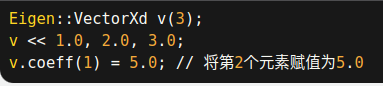 Eigen::VectorXd v(3);
v << 1.0, 2.0, 3.0;
v.coeff(1) = 5.0; // 将第2个元素赋值为5.0